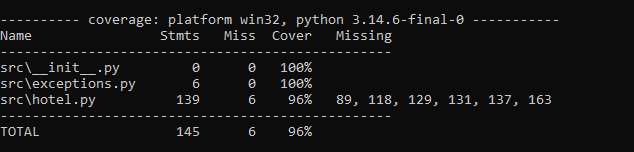 ----------- coverage: platform win32, python 3.14.6-final-0 -----------
Name                Stmts   Miss  Cover   Missing
-------------------------------------------------
src\__init__.py         0      0   100%
src\exceptions.py       6      0   100%
src\hotel.py          139      6    96%   89, 118, 129, 131, 137, 163
-------------------------------------------------
TOTAL                 145      6    96%